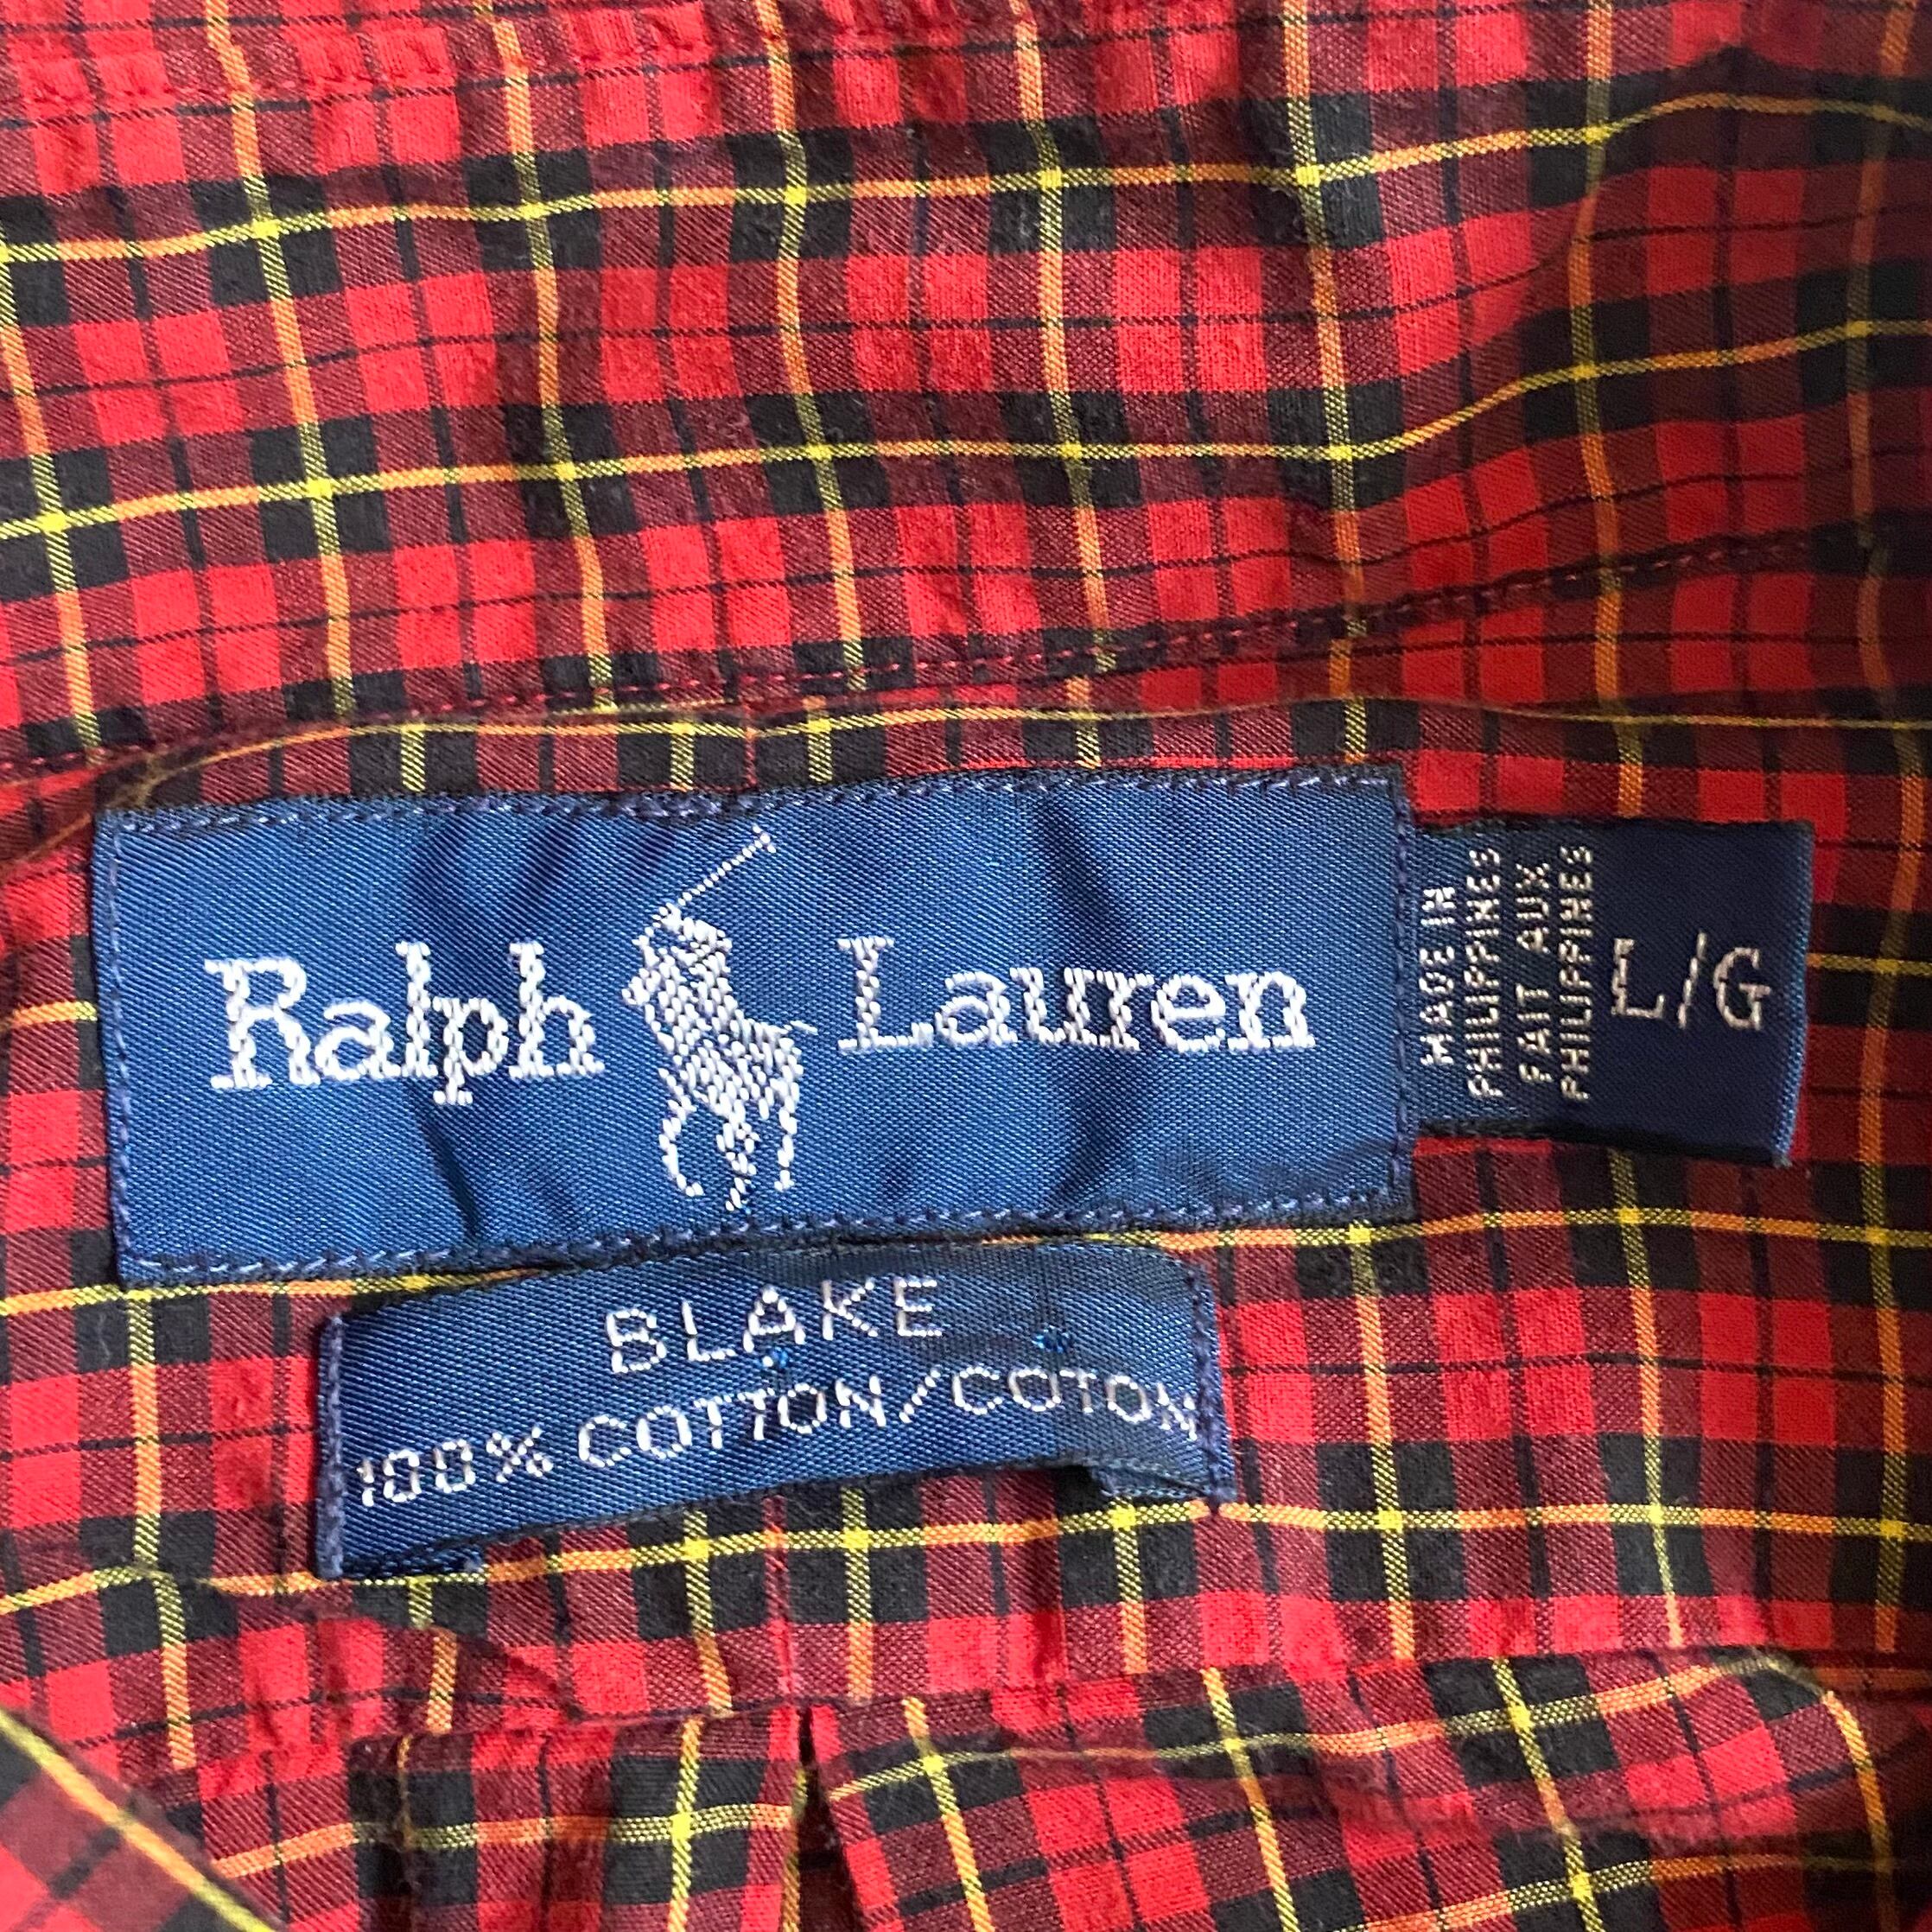 Ralph Lauren
MADE IN
PHILIPPINES
FAIT AUX
PHILIPPINES
L/G
BLAKE
100% COTTON/COTON